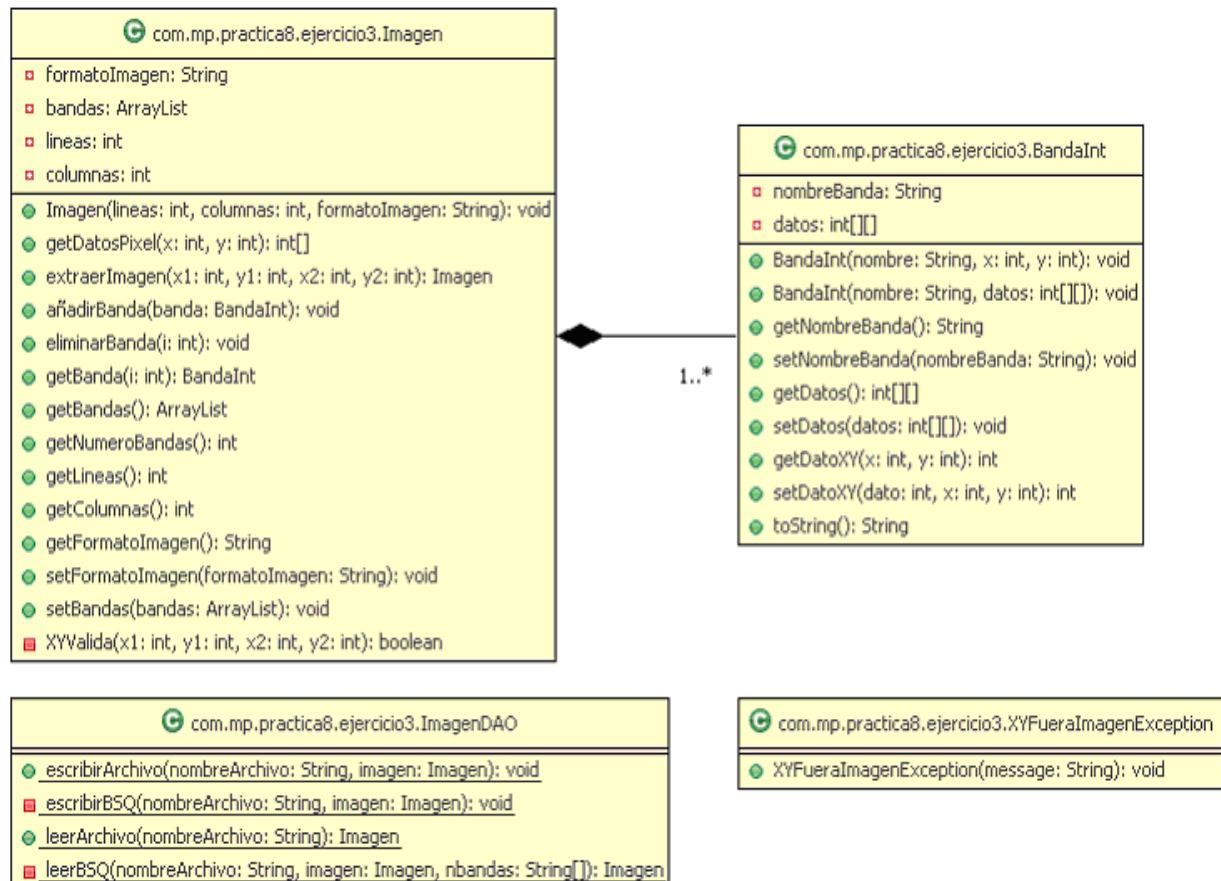 com.mp.practica8.ejercicio3.Imagen
formatoImagen: String
bandas: ArrayList
lineas: int
columnas: int
Imagen(lineas: int, columnas: int, formatoImagen: String): void
getDatosPixel(x: int, y: int): int[]
extraerImagen(x1: int, y1: int, x2: int, y2: int): Imagen
añadirBanda(banda: BandaInt): void
eliminarBanda(i: int): void
getBanda(i: int): BandaInt
getBandas(): ArrayList
getNumeroBandas(): int
getLineas(): int
getColumnas(): int
getFormatoImagen(): String
setFormatoImagen(formatoImagen: String): void
setBandas(bandas: ArrayList): void
XYValida(x1: int, y1: int, x2: int, y2: int): boolean
1..*
com.mp.practica8.ejercicio3.BandaInt
nombreBanda: String
datos: int[][]
BandaInt(nombre: String, x: int, y: int): void
BandaInt(nombre: String, datos: int[][]): void
getNombreBanda(): String
setNombreBanda(nombreBanda: String): void
getDatos(): int[][]
setDatos(datos: int[][]): void
getDatoXY(x: int, y: int): int
setDatoXY(dato: int, x: int, y: int): int
toString(): String
com.mp.practica8.ejercicio3.ImagenDAO
escribirArchivo(nombreArchivo: String, imagen: Imagen): void
escribirBSQ(nombreArchivo: String, imagen: Imagen): void
leerArchivo(nombreArchivo: String): Imagen
leerBSQ(nombreArchivo: String, imagen: Imagen, nbandas: String[]): Imagen
com.mp.practica8.ejercicio3.XYFueraImagenException
XYFueraImagenException(message: String): void